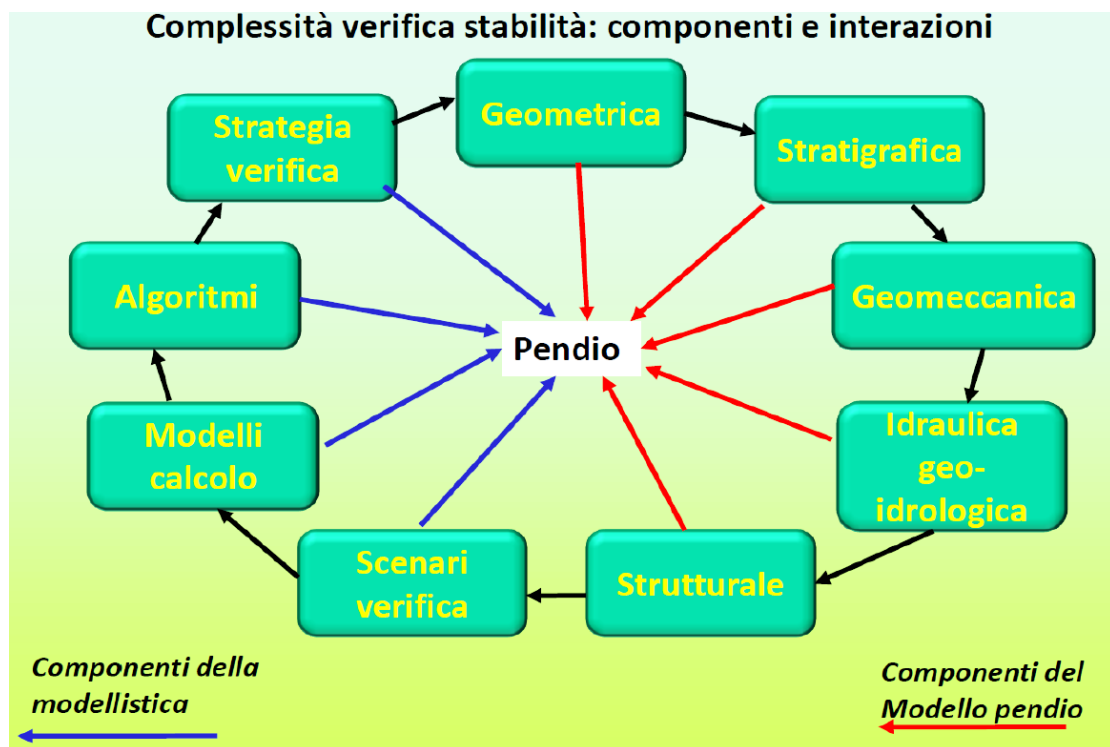 Complessità verifica stabilità: componenti e interazioni
Geometrica
Stratigrafica
Geomeccanica
Idraulica
geo-
idrologica
Strutturale
Scenari
verifica
Modelli
calcolo
Algoritmi
Strategia
verifica
Pendio
Componenti della
modellistica
Componenti del
Modello pendio